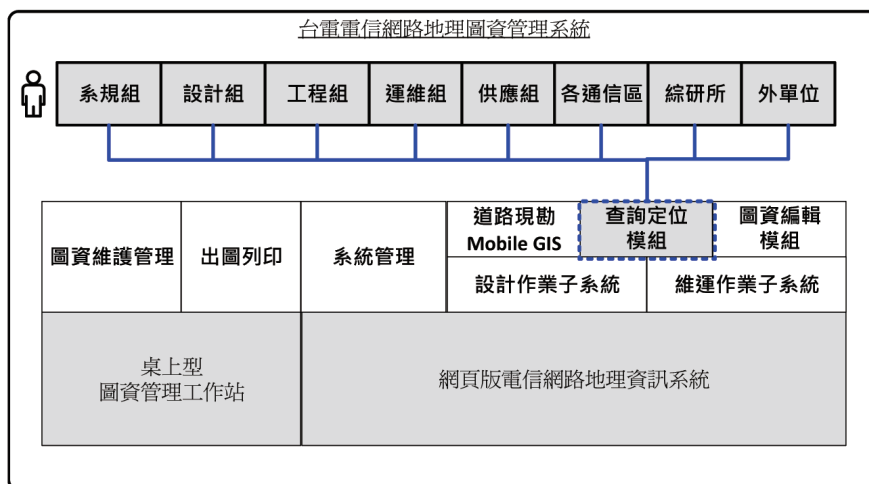 台電電信網路地理圖資管理系統
系規組
設計組
工程組
運維組
供應組
各通信區
綜研所
外單位
圖資維護管理
出圖列印
系統管理
道路現勘
Mobile GIS
查詢定位
模組
圖資編輯
模組
設計作業子系統
維運作業子系統
桌上型
圖資管理工作站
網頁版電信網路地理資訊系統